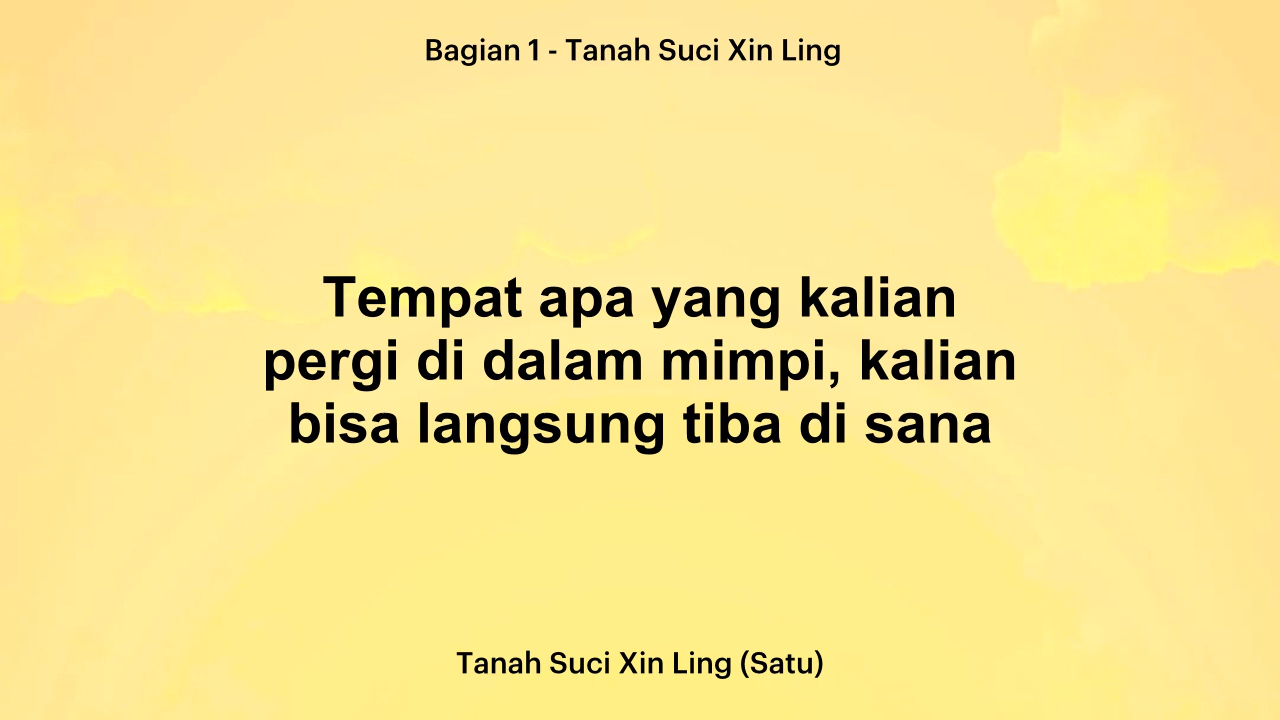 Bagian 1 - Tanah Suci Xin Ling
Tempat apa yang kalian
pergi di dalam mimpi, kalian
bisa langsung tiba di sana
Tanah Suci Xin Ling (Satu)